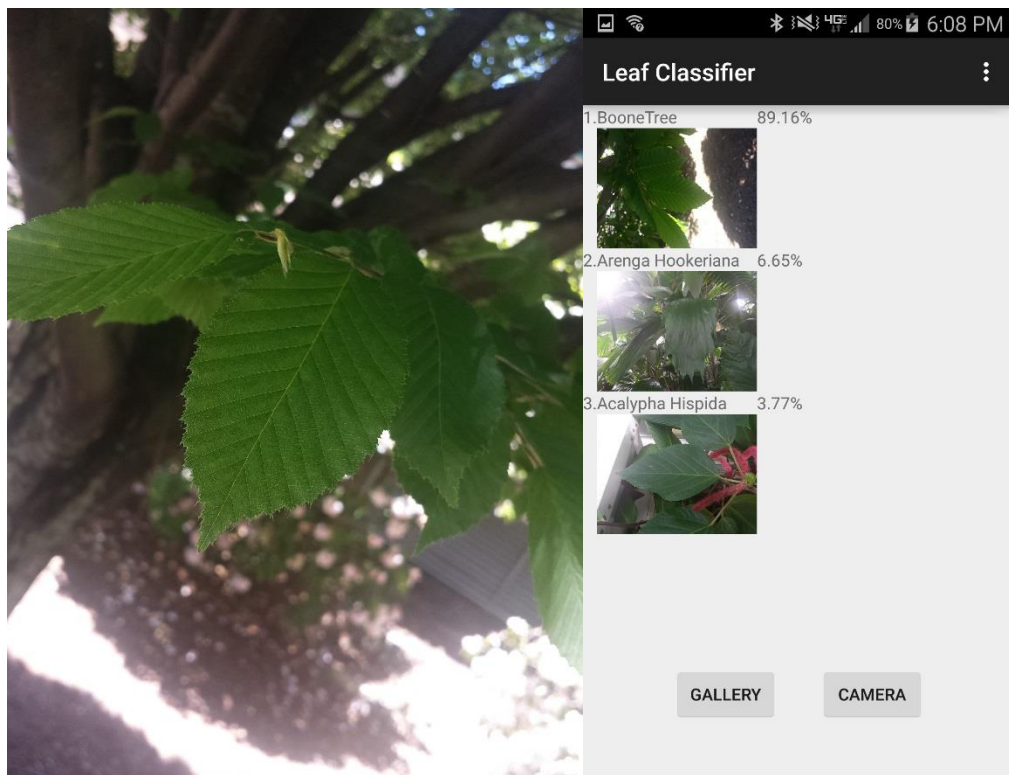 4G 80% 6:08 PM
Leaf Classifier
1.BooneTree 89.16%
2.Arenga Hookeriana 6.65%
3.Acalypha Hispida 3.77%
GALLERY CAMERA